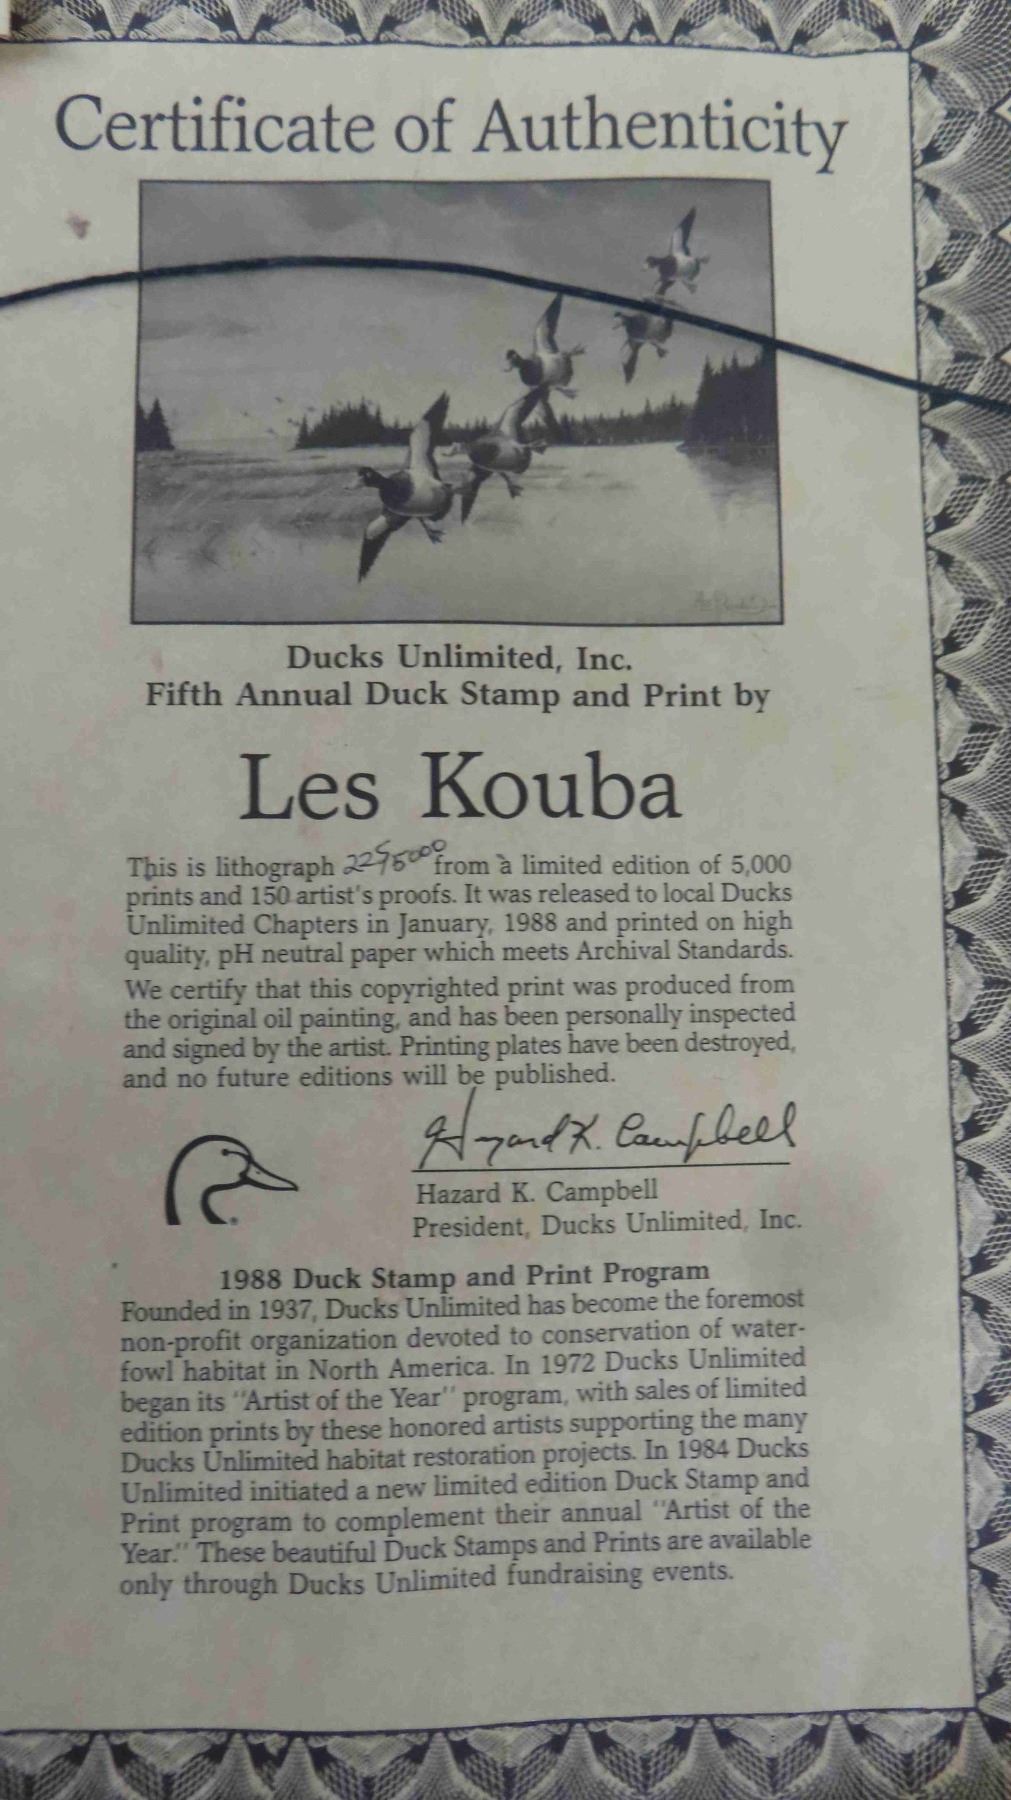 Certificate of Authenticity
Ducks Unlimited, Inc.
Fifth Annual Duck Stamp and Print by
Les Kouba
This is lithograph from a limited edition of 5,000
prints and 150 artist's proofs. It was released to local Ducks
Unlimited Chapters in January, 1988 and printed on high
quality, pH neutral paper which meets Archival Standards.
We certify that this copyrighted print was produced from
the original oil painting, and has been personally inspected
and signed by the artist. Printing plates have been destroyed,
and no future editions will be published.
Hazard K. Campbell
Hazard K. Campbell
President, Ducks Unlimited, Inc.
1988 Duck Stamp and Print Program
Founded in 1937, Ducks Unlimited has become the foremost
non-profit organization devoted to conservation of water-
fowl habitat in North America. In 1972 Ducks Unlimited
began its "Artist of the Year" program, with sales of limited
edition prints by these honored artists supporting the many
Ducks Unlimited habitat restoration projects. In 1984 Ducks
Unlimited initiated a new limited edition Duck Stamp and
Print program to complement their annual "Artist of the
Year." These beautiful Duck Stamps and Prints are available
only through Ducks Unlimited fundraising events.